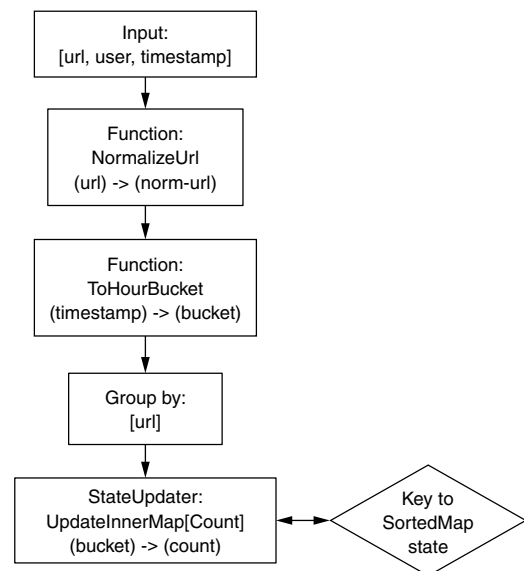 Input:
[url, user, timestamp]
Function:
NormalizeUrl
(url) -> (norm-url)
Function:
ToHourBucket
(timestamp) -> (bucket)
Group by:
[url]
StateUpdater:
UpdateInnerMap[Count]
(bucket) -> (count)
Key to
SortedMap
state